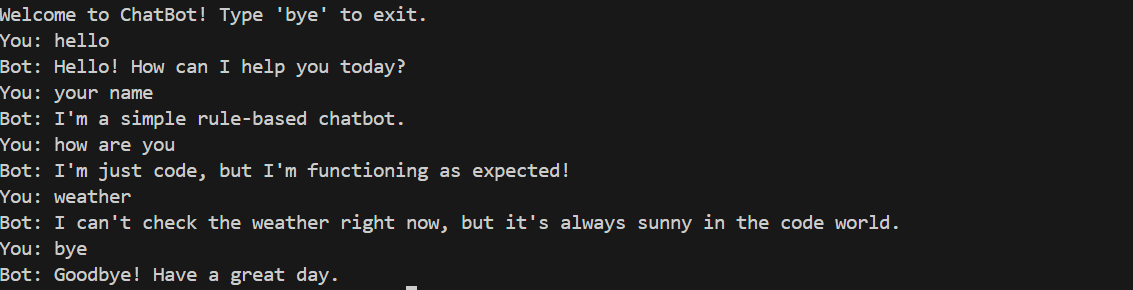 Welcome to ChatBot! Type 'bye' to exit.
You: hello
Bot: Hello! How can I help you today?
You: your name
Bot: I'm a simple rule-based chatbot.
You: how are you
Bot: I'm just code, but I'm functioning as expected!
You: weather
Bot: I can't check the weather right now, but it's always sunny in the code world.
You: bye
Bot: Goodbye! Have a great day.